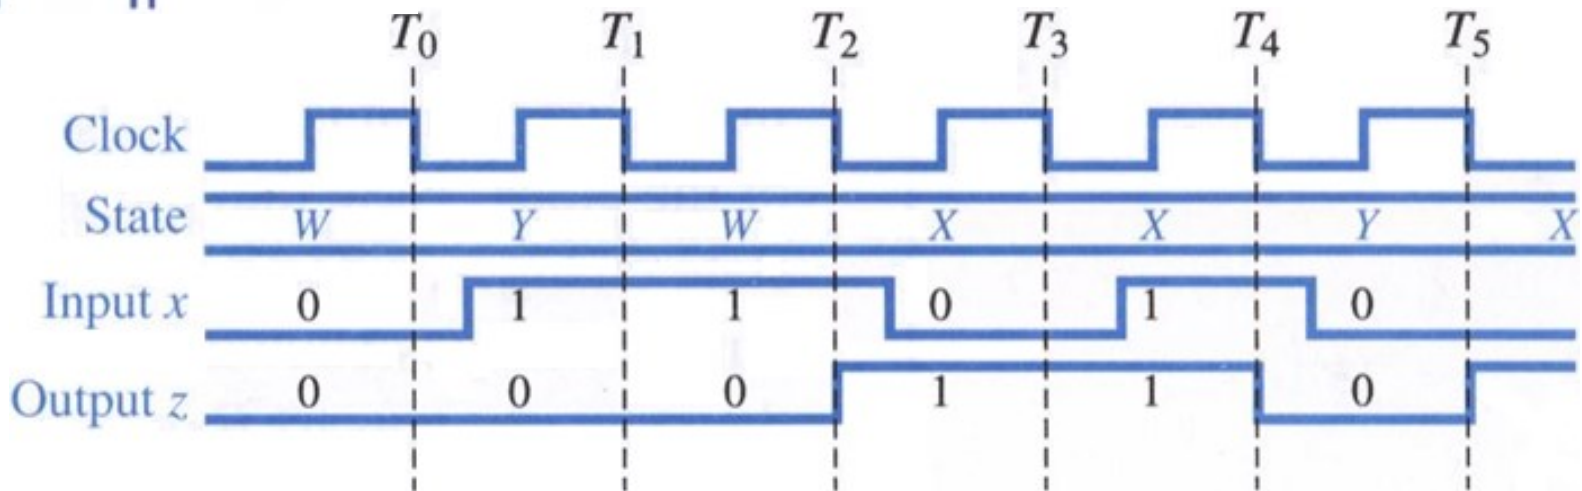 T0 T1 T2 T3 T4 T5
Clock
State W Y W X X Y X
Input x 0 1 1 0 1 0
Output z 0 0 0 1 1 0